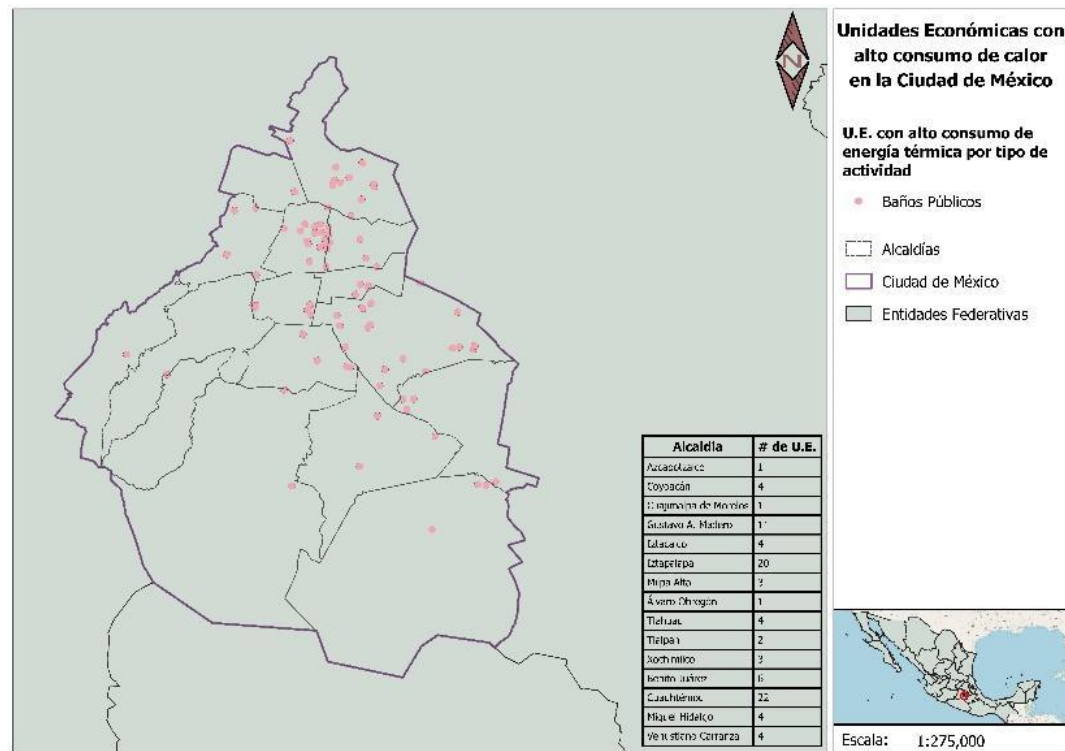 Unidades Económicas con
alto consumo de calor
en la Ciudad de México
U.E. con alto consumo de
energía térmica por tipo de
actividad
Baños Públicos
Alcaldías
Ciudad de México
Entidades Federativas
N
Alcaldia # de U.E.
Azcapotzalco 1
Coyoacán 4
Cuajimalpa de Morelos 1
Gustavo A. Madero 11
Iztacalco 4
Iztapalapa 20
Milpa Alta 3
Álvaro Obregón 1
Tláhuac 4
Tlalpan 2
Xochimilco 3
Benito Juárez 6
Cuauhtémoc 22
Miguel Hidalgo 4
Venustiano Carranza 4
Escala: 1:275,000